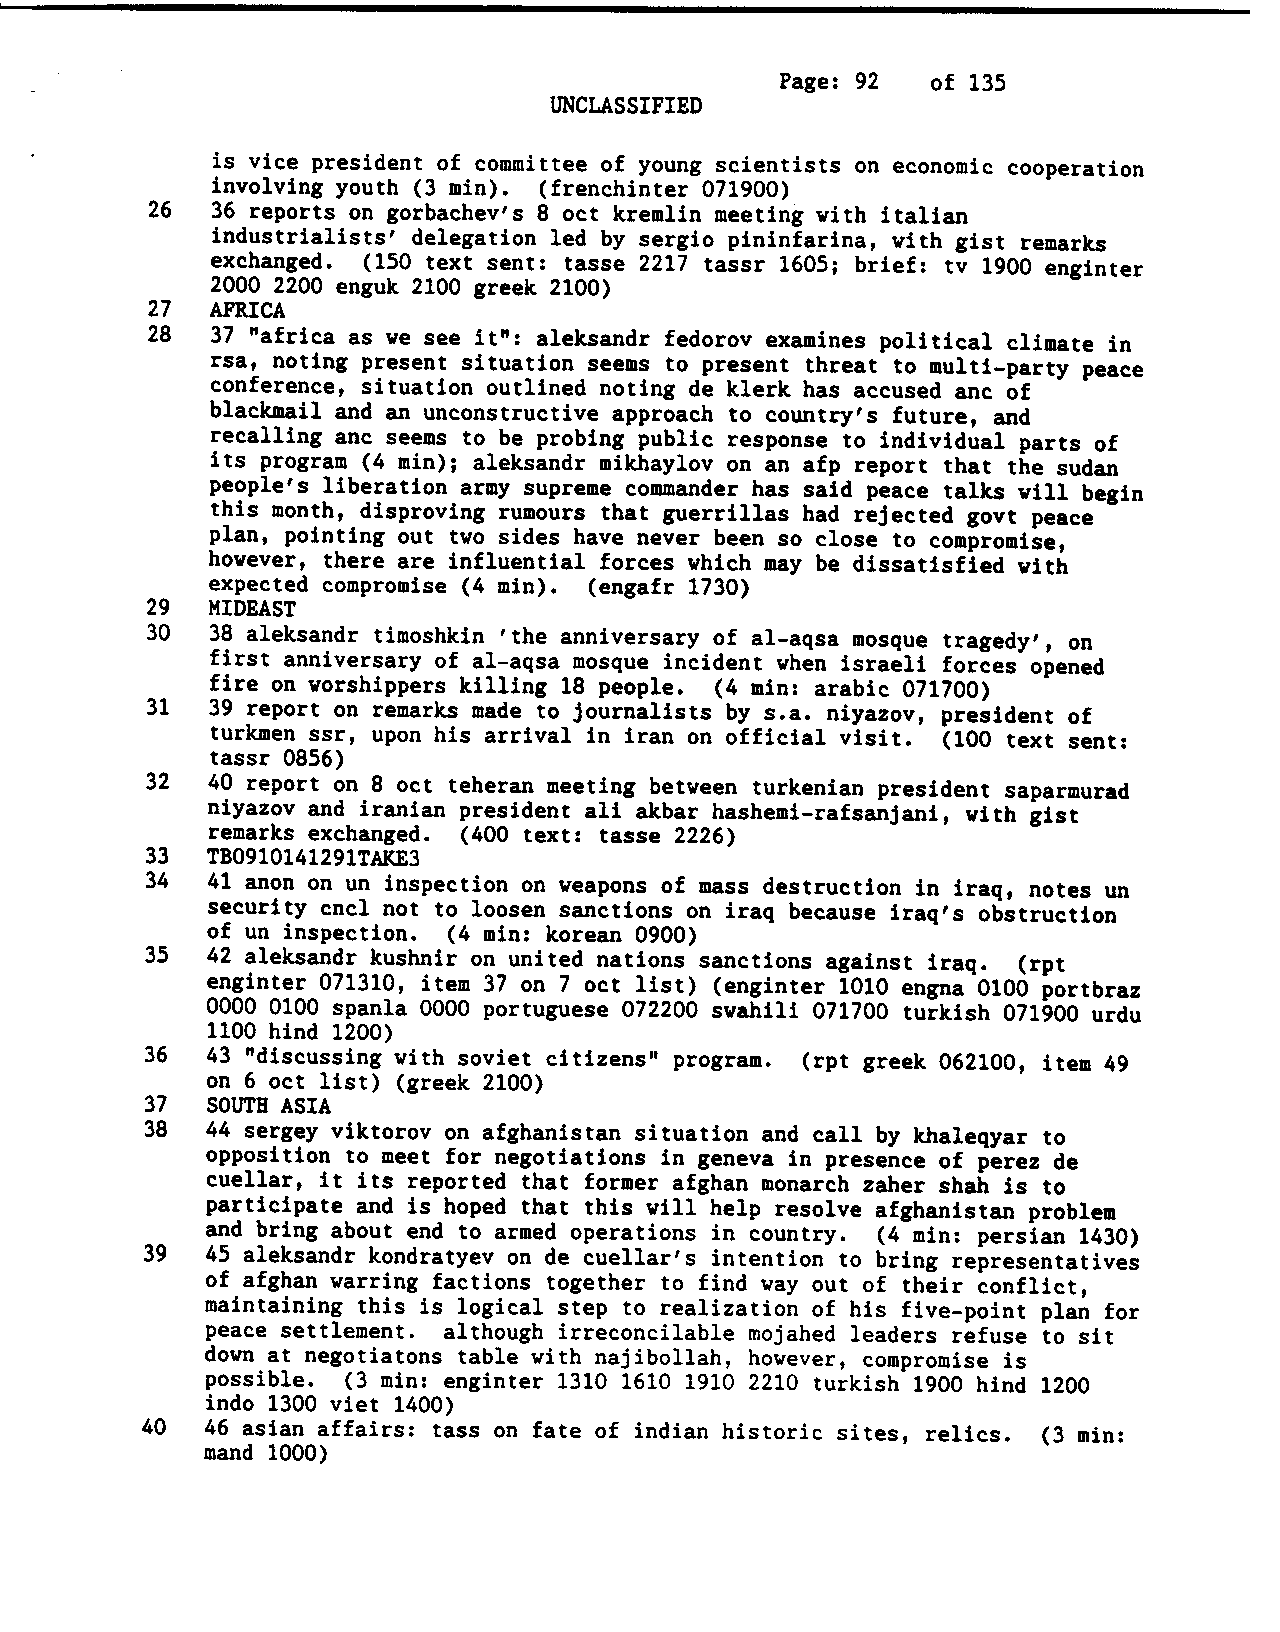 Page: 92 of 135
UNCLASSIFIED
is vice president of committee of young scientists on economic cooperation
involving youth (3 min). (frenchinter 071900)
26 36 reports on gorbachev's 8 oct kremlin meeting with italian
industrialists' delegation led by sergio pininfarina, with gist remarks
exchanged. (150 text sent: tasse 2217 tassr 1605; brief: tv 1900 enginter
2000 2200 enguk 2100 greek 2100)
27 AFRICA
28 37 "africa as we see it": aleksandr fedorov examines political climate in
rsa, noting present situation seems to present threat to multi-party peace
conference, situation outlined noting de klerk has accused anc of
blackmail and an unconstructive approach to country's future, and
recalling anc seems to be probing public response to individual parts of
its program (4 min); aleksandr mikhaylov on an afp report that the sudan
people's liberation army supreme commander has said peace talks will begin
this month, disproving rumours that guerrillas had rejected govt peace
plan, pointing out two sides have never been so close to compromise,
however, there are influential forces which may be dissatisfied with
expected compromise (4 min). (engafr 1730)
29 MIDEAST
30 38 aleksandr timoshkin 'the anniversary of al-aqsa mosque tragedy', on
first anniversary of al-aqsa mosque incident when israeli forces opened
fire on worshippers killing 18 people. (4 min: arabic 071700)
31 39 report on remarks made to journalists by s.a. niyazov, president of
turkmen ssr, upon his arrival in iran on official visit. (100 text sent:
tassr 0856)
32 40 report on 8 oct teheran meeting between turkenian president saparmurad
niyazov and iranian president ali akbar hashemi-rafsanjani, with gist
remarks exchanged. (400 text: tasse 2226)
33 TB0910141291TAKE3
34 41 anon on un inspection on weapons of mass destruction in iraq, notes un
security cncl not to loosen sanctions on iraq because iraq's obstruction
of un inspection. (4 min: korean 0900)
35 42 aleksandr kushnir on united nations sanctions against iraq. (rpt
enginter 071310, item 37 on 7 oct list) (enginter 1010 engna 0100 portbraz
0000 0100 spanla 0000 portuguese 072200 swahili 071700 turkish 071900 urdu
1100 hind 1200)
36 43 "discussing with soviet citizens" program. (rpt greek 062100, item 49
on 6 oct list) (greek 2100)
37 SOUTH ASIA
38 44 sergey viktorov on afghanistan situation and call by khaleqyar to
opposition to meet for negotiations in geneva in presence of perez de
cuellar, it its reported that former afghan monarch zaher shah is to
participate and is hoped that this will help resolve afghanistan problem
and bring about end to armed operations in country. (4 min: persian 1430)
39 45 aleksandr kondratyev on de cuellar's intention to bring representatives
of afghan warring factions together to find way out of their conflict,
maintaining this is logical step to realization of his five-point plan for
peace settlement. although irreconcilable mojahed leaders refuse to sit
down at negotiatons table with najibollah, however, compromise is
possible. (3 min: enginter 1310 1610 1910 2210 turkish 1900 hind 1200
indo 1300 viet 1400)
40 46 asian affairs: tass on fate of indian historic sites, relics. (3 min:
mand 1000)